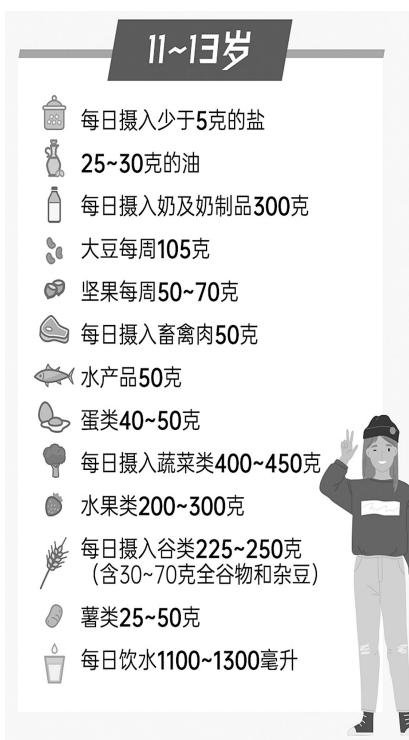 11~13岁
每日摄入少于5克的盐
25~30克的油
每日摄入奶及奶制品300克
大豆每周105克
坚果每周50~70克
每日摄入畜禽肉50克
水产品50克
蛋类40~50克
每日摄入蔬菜类400~450克
水果类200~300克
每日摄入谷类225~250克
（含30~70克全谷物和杂豆）
薯类25~50克
每日饮水1100~1300毫升